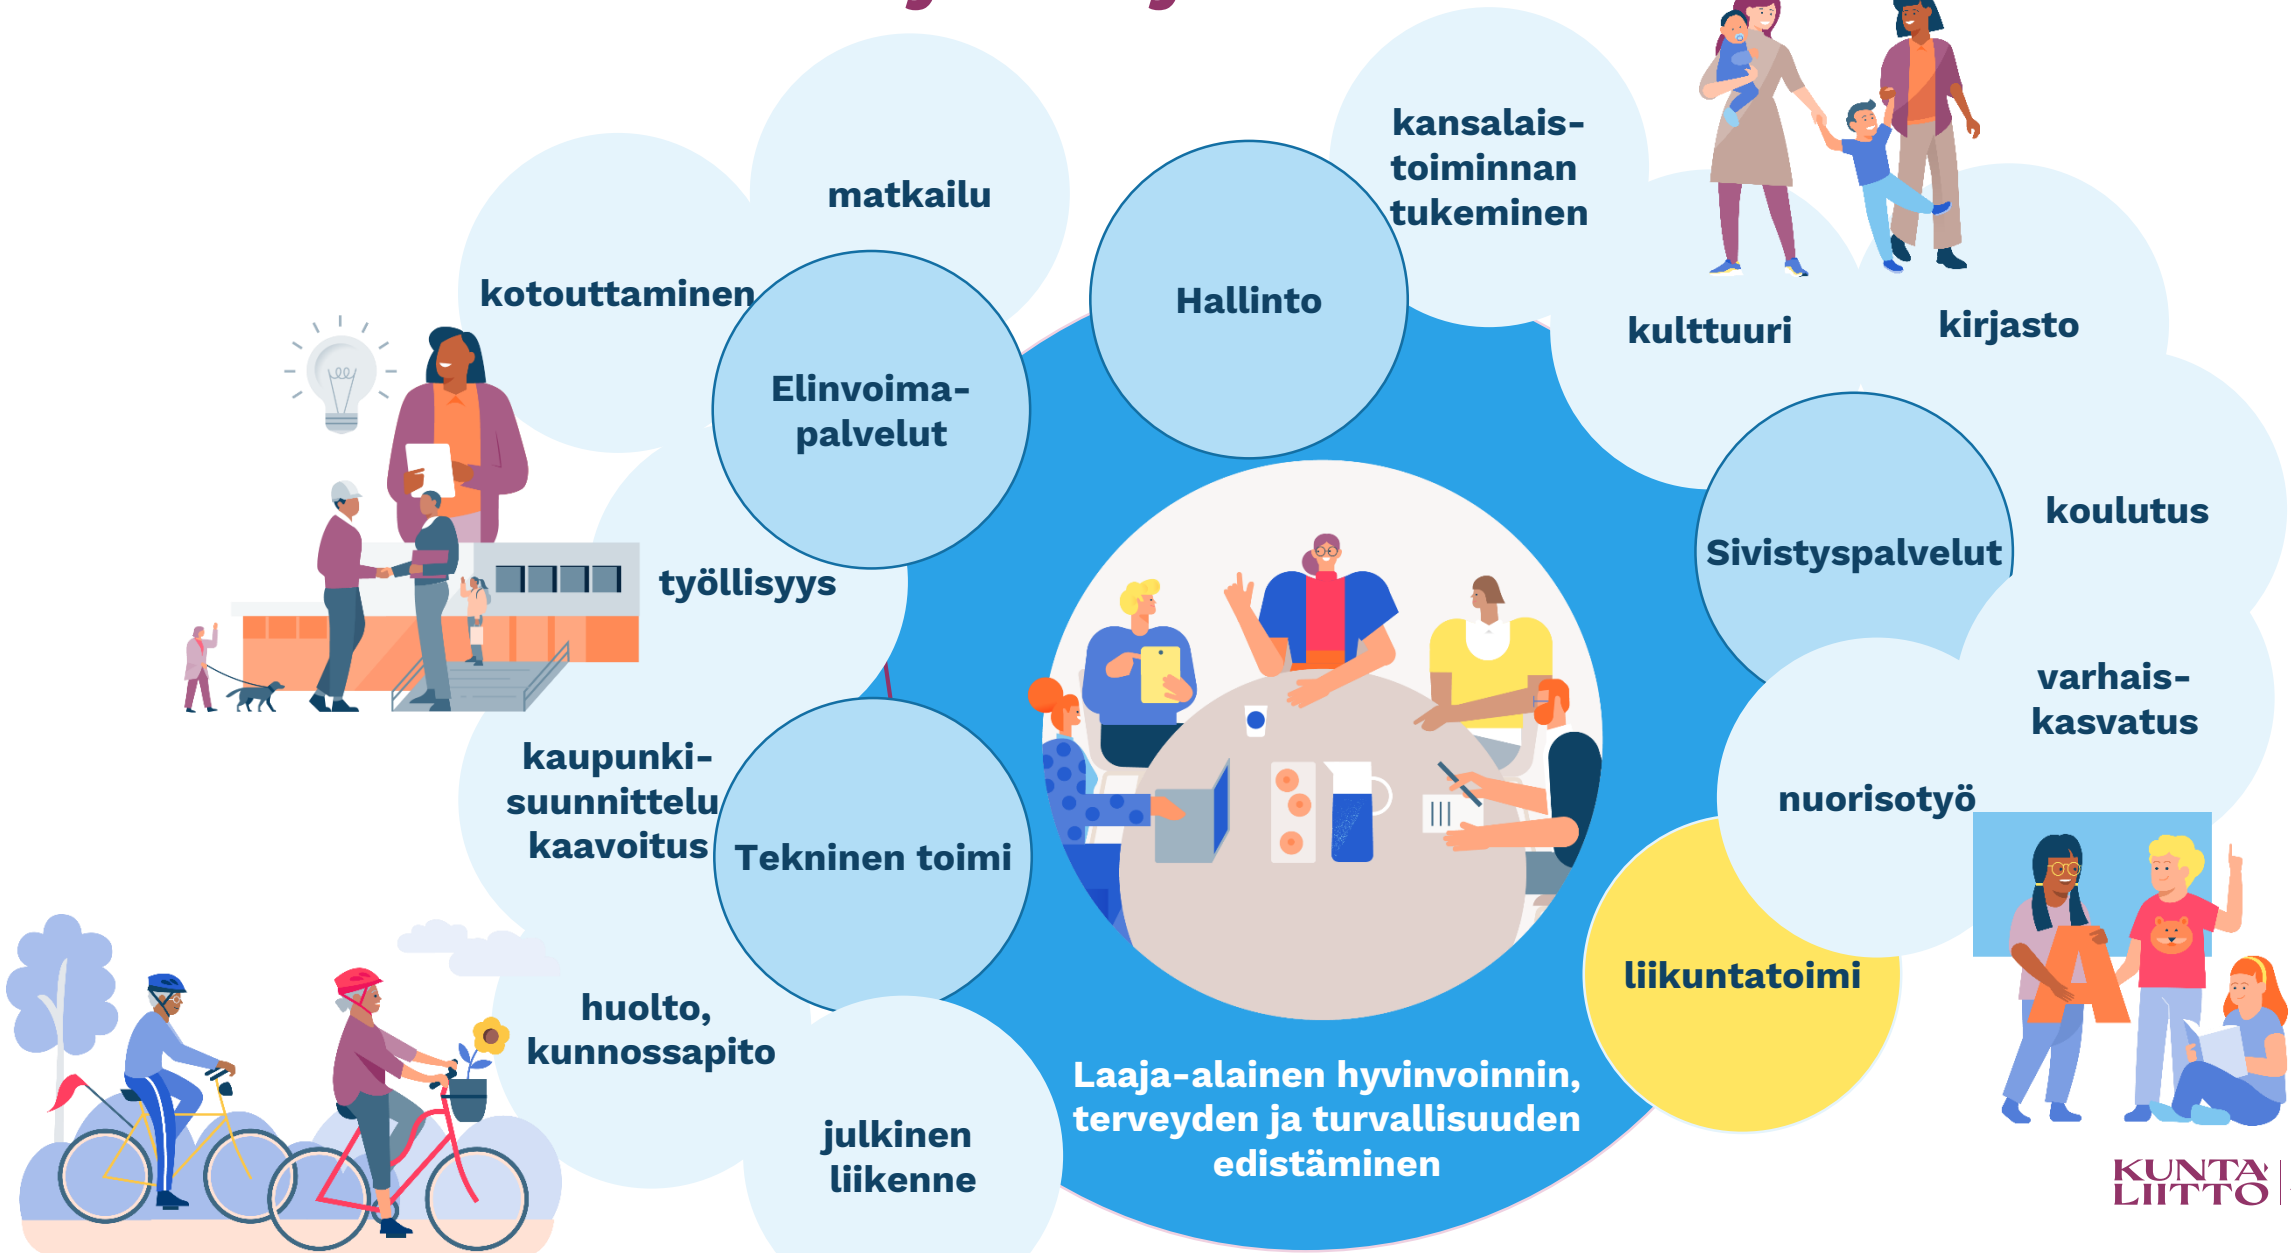 matkailu
kotouttaminen
Elinvoima-
palvelut
työllisyys
Hallinto
kansalais-
toiminnan
tukeminen
kulttuuri
kirjasto
koulutus
Sivistyspalvelut
varhais-
kasvatus
nuorisotyö
liikuntatoimi
kaupunki-
suunnittelu
kaavoitus
Tekninen toimi
huolto,
kunnossapito
julkinen
liikenne
Laaja-alainen hyvinvoinnin,
terveyden ja turvallisuuden
edistäminen
A
KUNTA
LIITTO